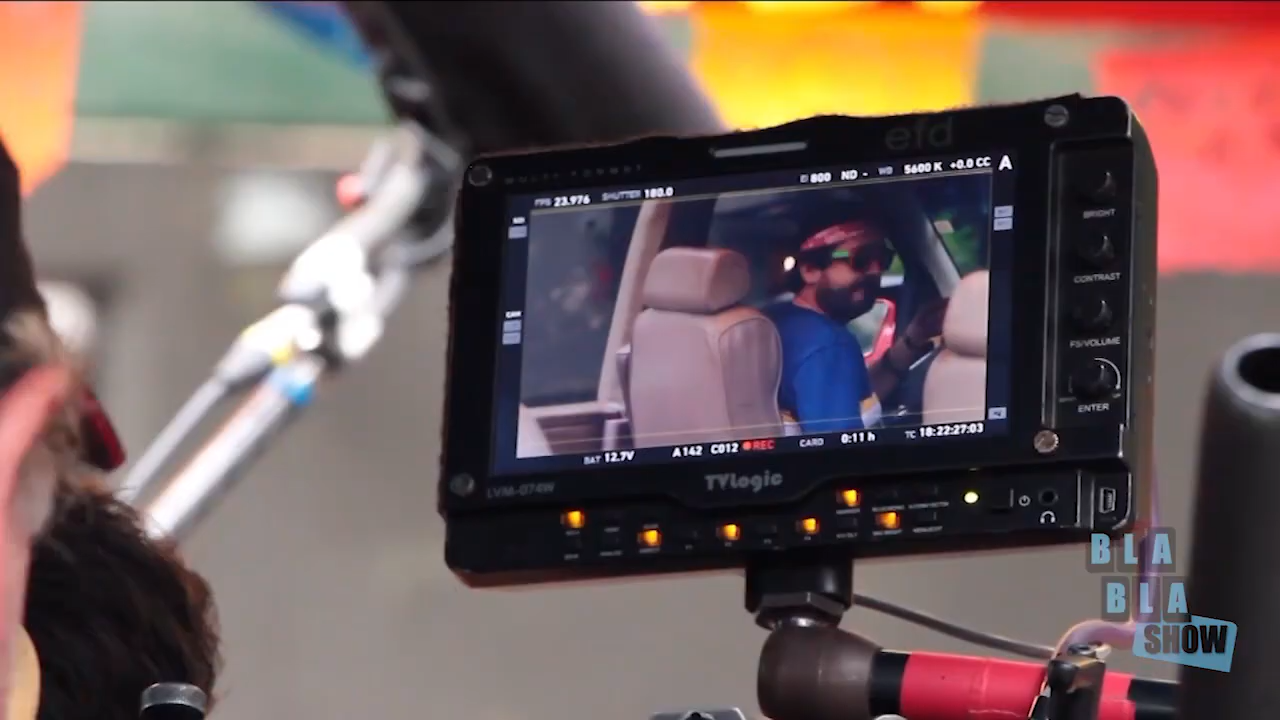 efd
FPS 23.976 SHUTTER 180.0 EI 800 ND - WB 5600 K +0.0 CC A
BRIGHT
CONTRAST
FS/VOLUME
ENTER
BAT 12.7V A142 C012 REC CARD 0:11 h TC 18:22:27:03
LVM-074W TVLogic
BLA
BLA
SHOW